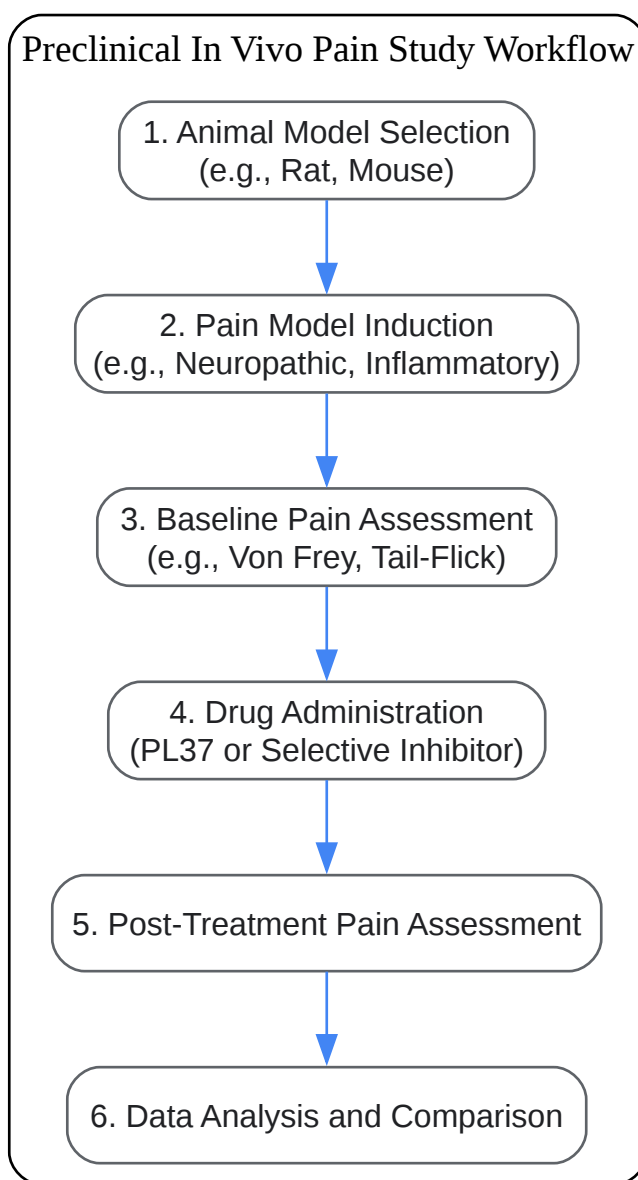 Preclinical In Vivo Pain Study Workflow
1. Animal Model Selection
(e.g., Rat, Mouse)
2. Pain Model Induction
(e.g., Neuropathic, Inflammatory)
3. Baseline Pain Assessment
(e.g., Von Frey, Tail-Flick)
4. Drug Administration
(PL37 or Selective Inhibitor)
5. Post-Treatment Pain Assessment
6. Data Analysis and Comparison